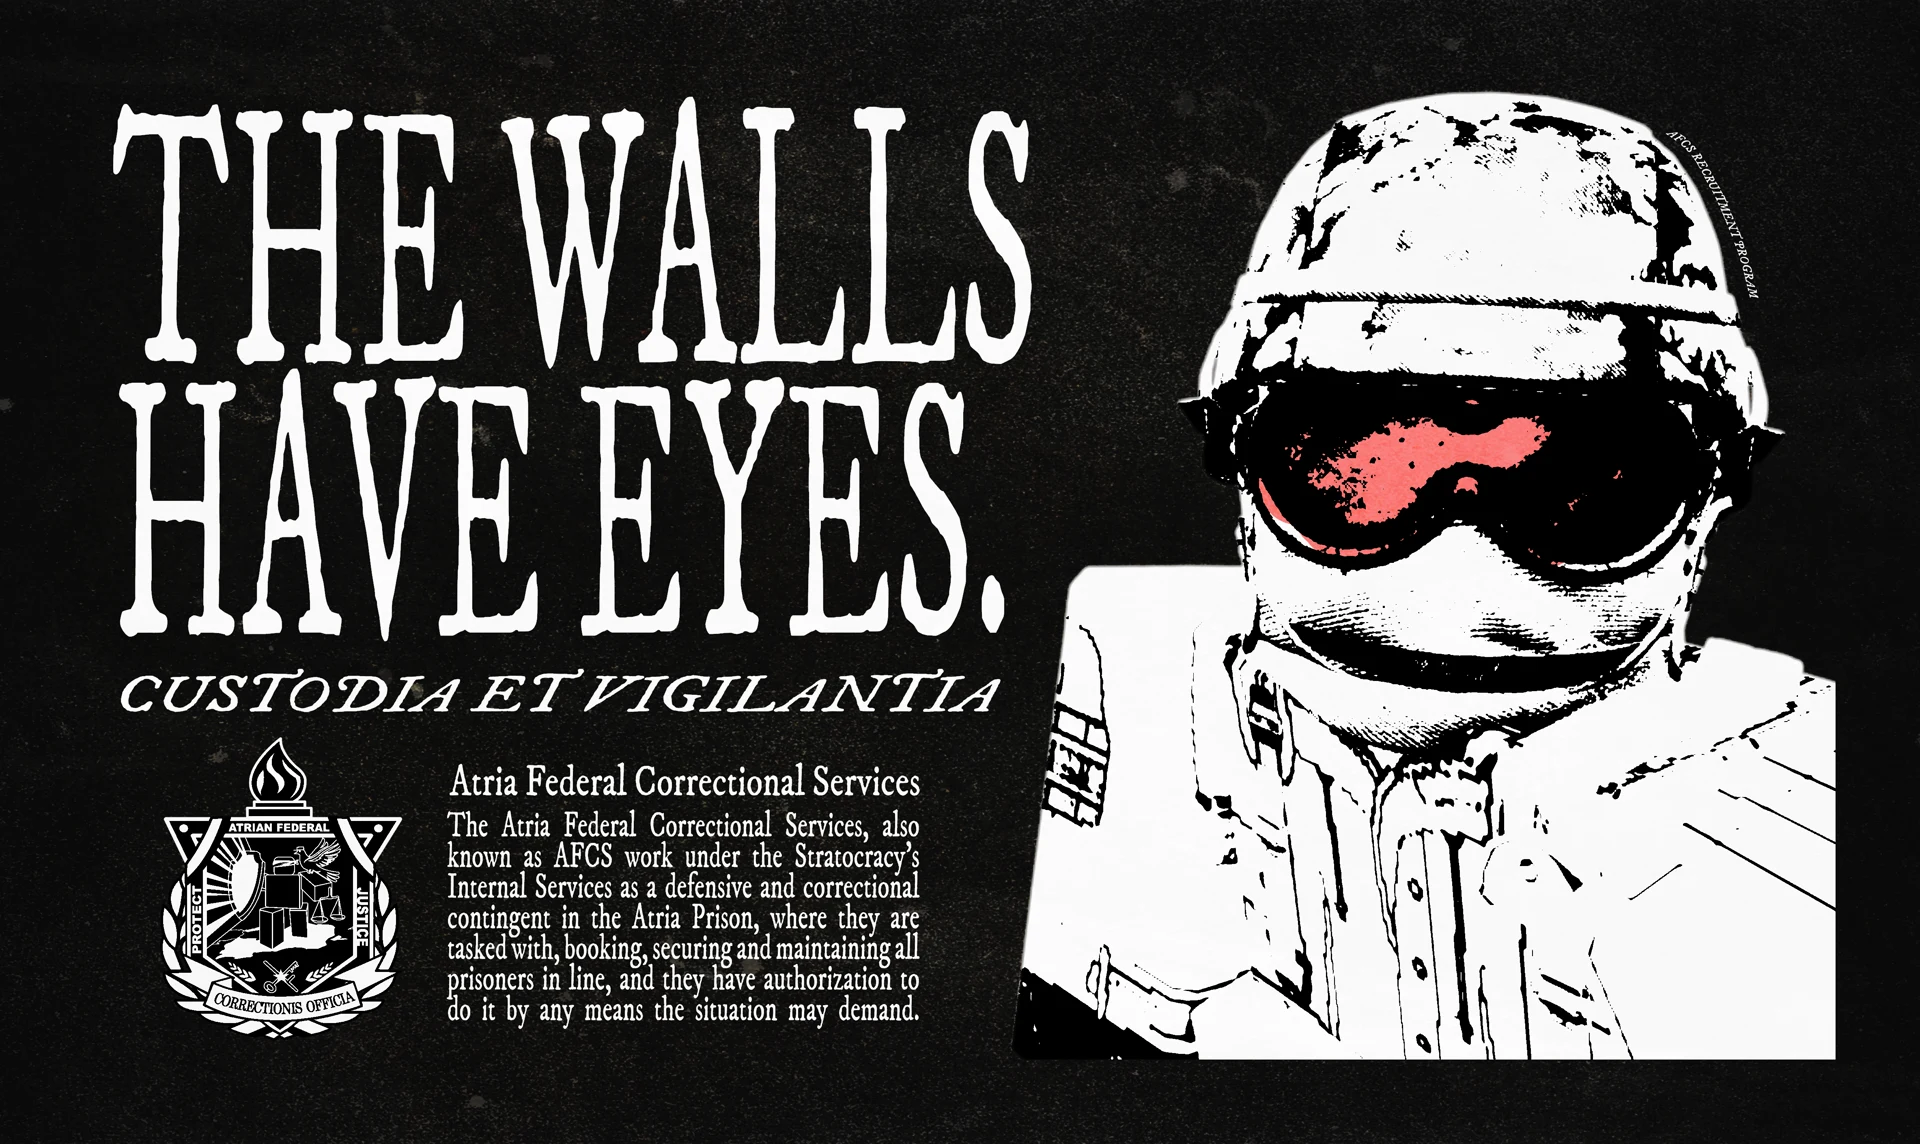 THE WALLS
HAVE EYES.
CUSTODIA ET VIGILANTIA
AFCS RECRUITMENT PROGRAM
ATRIAN FEDERAL
PROTECT
JUSTICE
CORRECTIONIS OFFICIA
Atria Federal Correctional Services
The Atria Federal Correctional Services, also
known as AFCS work under the Stratocracy's
Internal Services as a defensive and correctional
contingent in the Atria Prison, where they are
tasked with, booking, securing and maintaining all
prisoners in line, and they have authorization to
do it by any means the situation may demand.